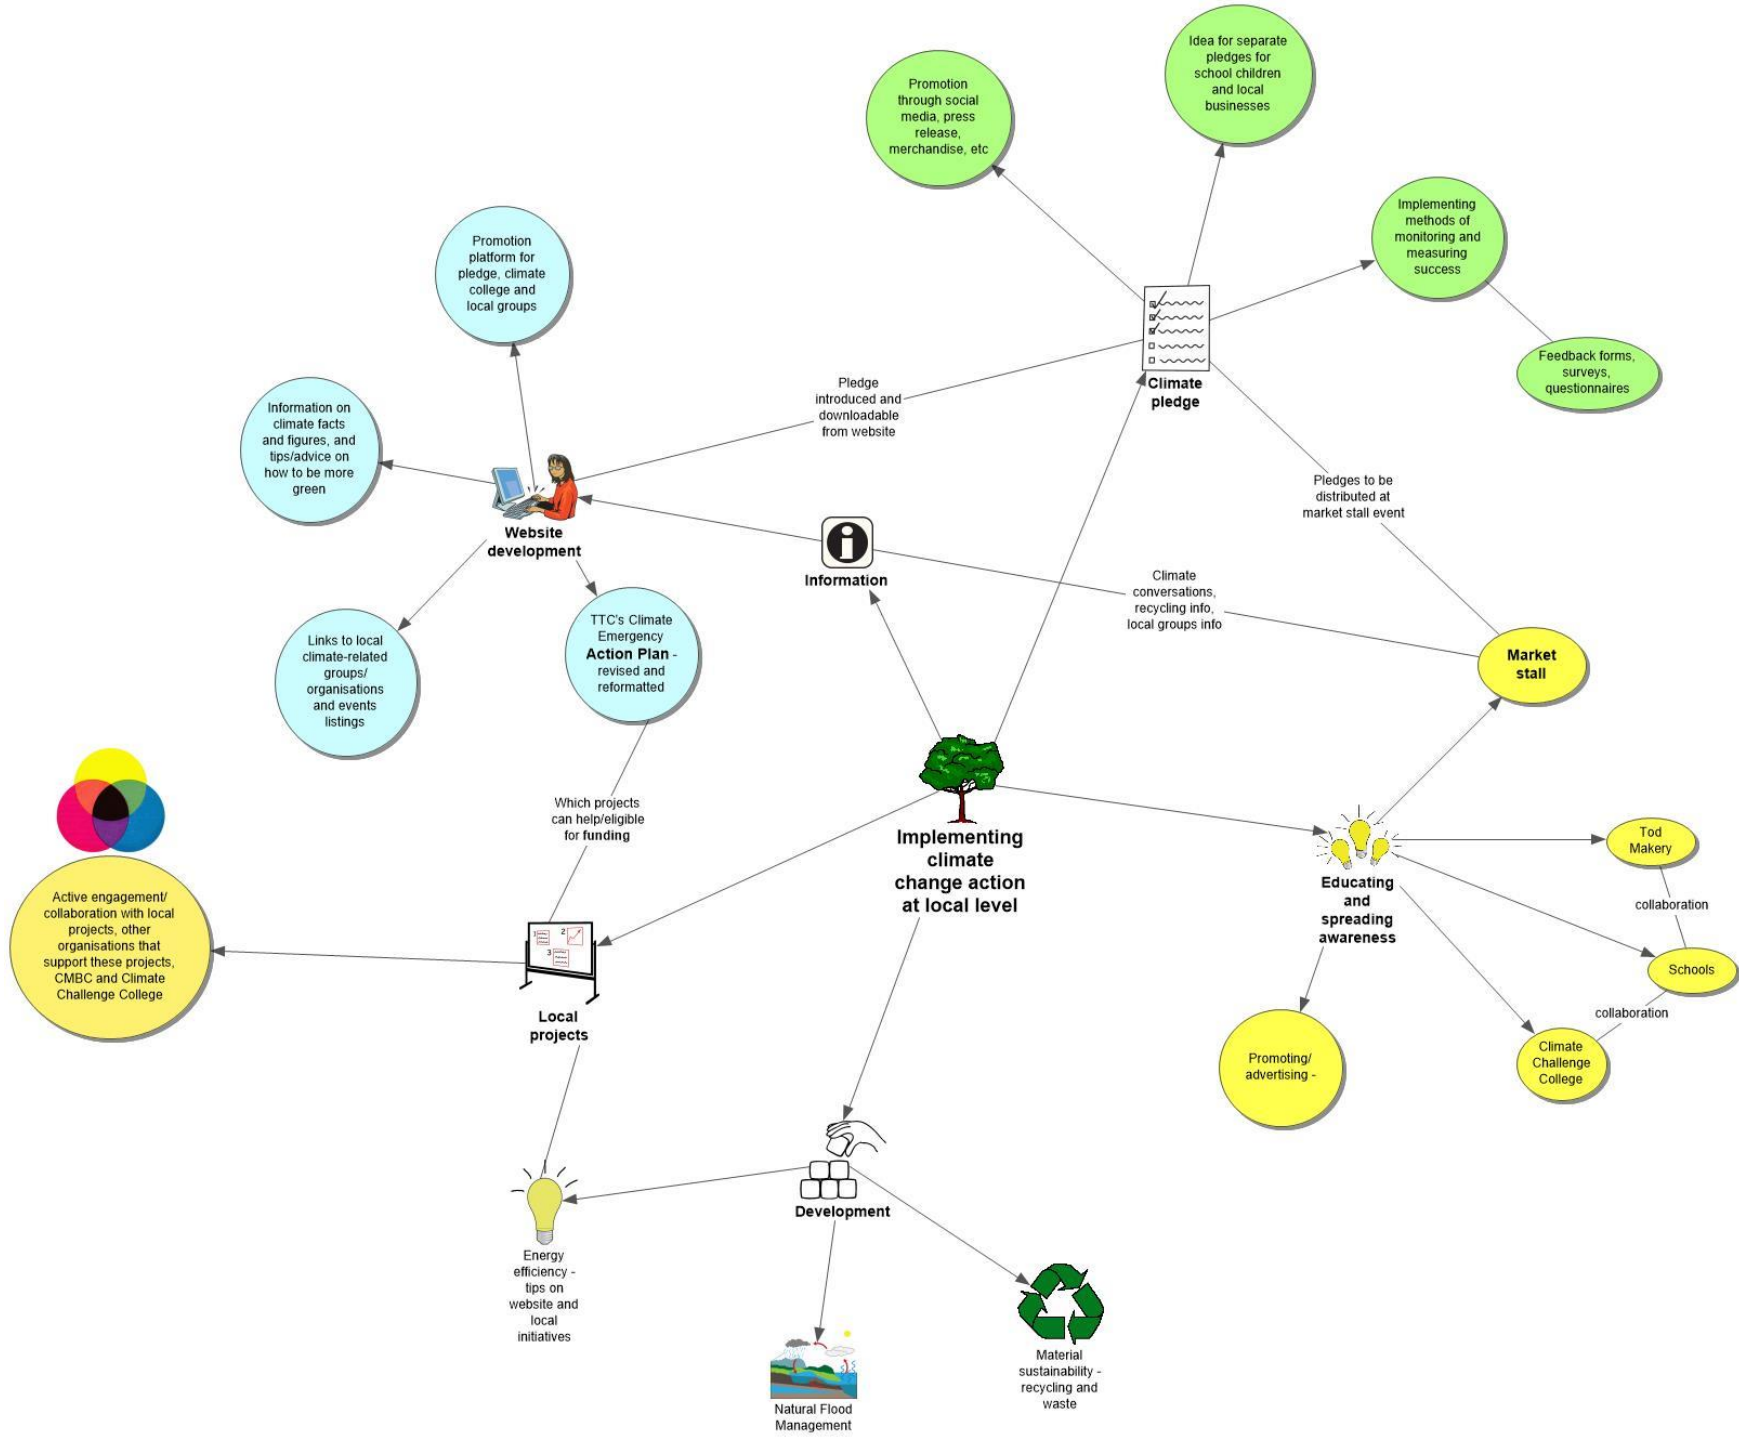 Idea for separate
pledges for
school children
and local
businesses
Promotion
through social
media, press
release,
merchandise, etc
Implementing
methods of
monitoring and
measuring
success
Feedback forms,
surveys,
questionnaires
Climate
pledge
Promotion
platform for
pledge, climate
college and
local groups
Information on
climate facts
and figures, and
tips/advice on
how to be more
green
Pledge
introduced and
downloadable
from website
Pledges to be
distributed at
market stall event
Website
development
Information
Climate
conversations,
recycling info,
local groups info
Links to local
climate-related
groups/
organisations
and events
listings
TTC's Climate
Emergency
Action Plan -
revised and
reformatted
Market
stall
Which projects
can help/eligible
for funding
Implementing
climate
change action
at local level
Tod
Makery
collaboration
Schools
collaboration
Climate
Challenge
College
Educating
and
spreading
awareness
Promoting/
advertising -
Active engagement/
collaboration with local
projects, other
organisations that
support these projects,
CMBC and Climate
Challenge College
1
2
3
Local
projects
Development
Energy
efficiency -
tips on
website and
local
initiatives
Natural Flood
Management
Material
sustainability -
recycling and
waste